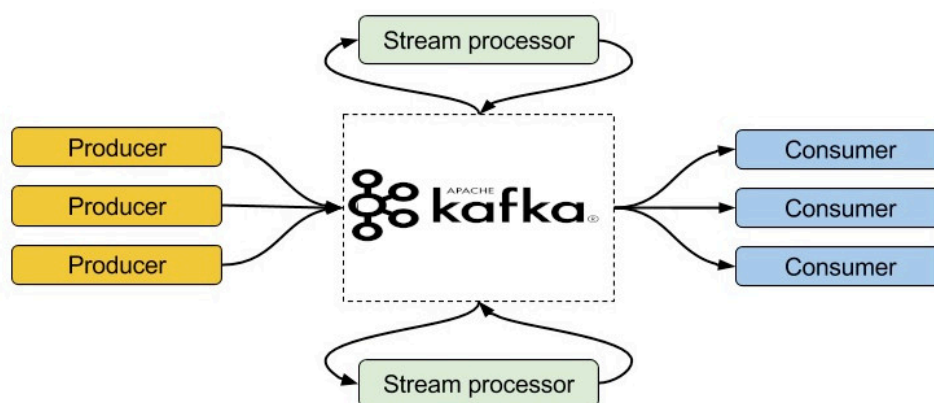 Stream processor
Producer
Producer
Producer
APACHE
kafka®
Consumer
Consumer
Consumer
Stream processor